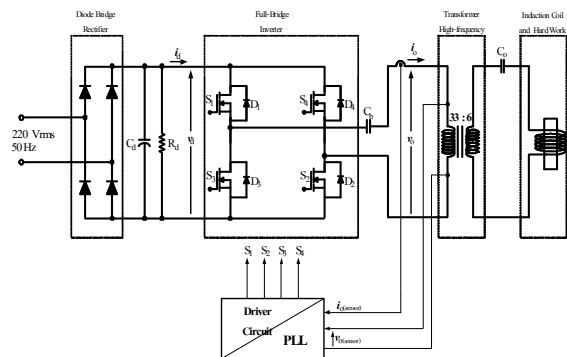 Diode Bridge
Rectifier
Full-Bridge
Inverter
Transformer
High-frequency
Induction Coil
and Hard Work
220 Vrms
50 Hz
i_d
C_d
R_d
S_1
D_1
S_4
D_4
S_3
D_3
S_2
D_2
C_b
i_o
v_o
33 : 6
C_o
S_1 S_2 S_3 S_4
Driver
Circuit
PLL
i_o(sensor)
v_O(sensor)